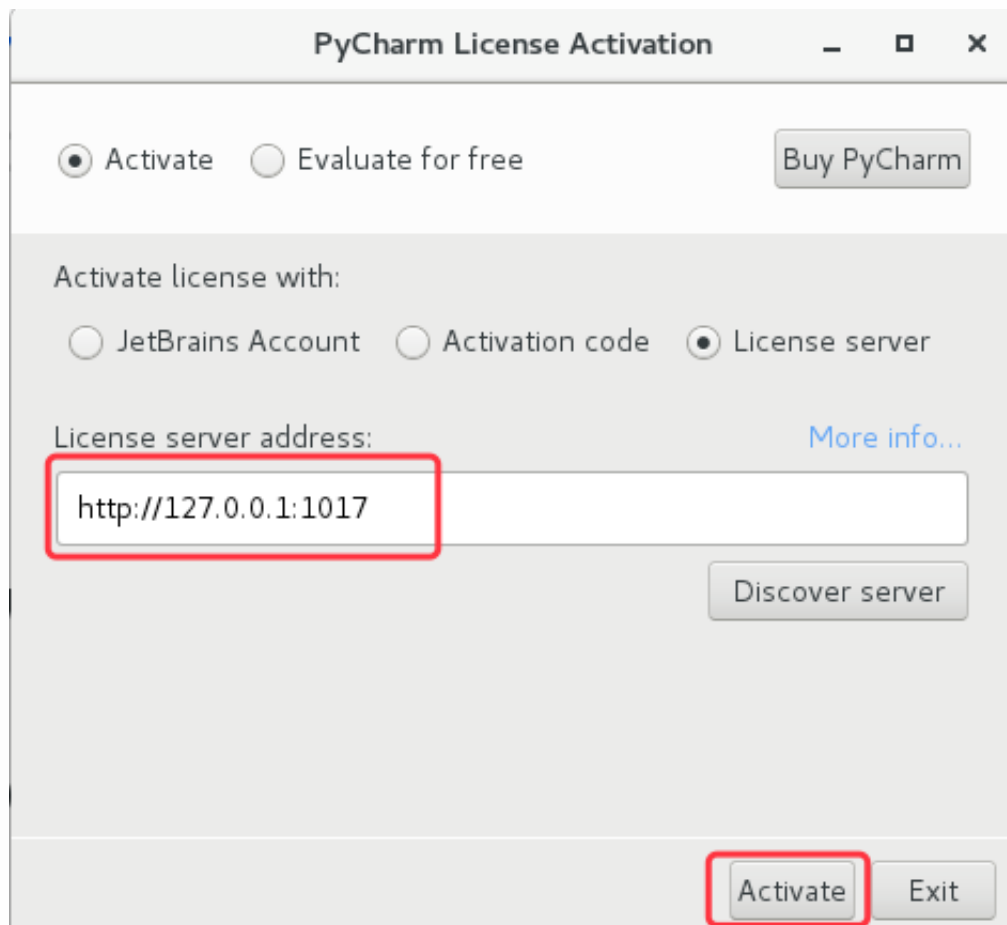 PyCharm License Activation
Activate Evaluate for free Buy PyCharm
Activate license with:
JetBrains Account Activation code License server
License server address: More info...
http://127.0.0.1:1017
Discover server
Activate Exit